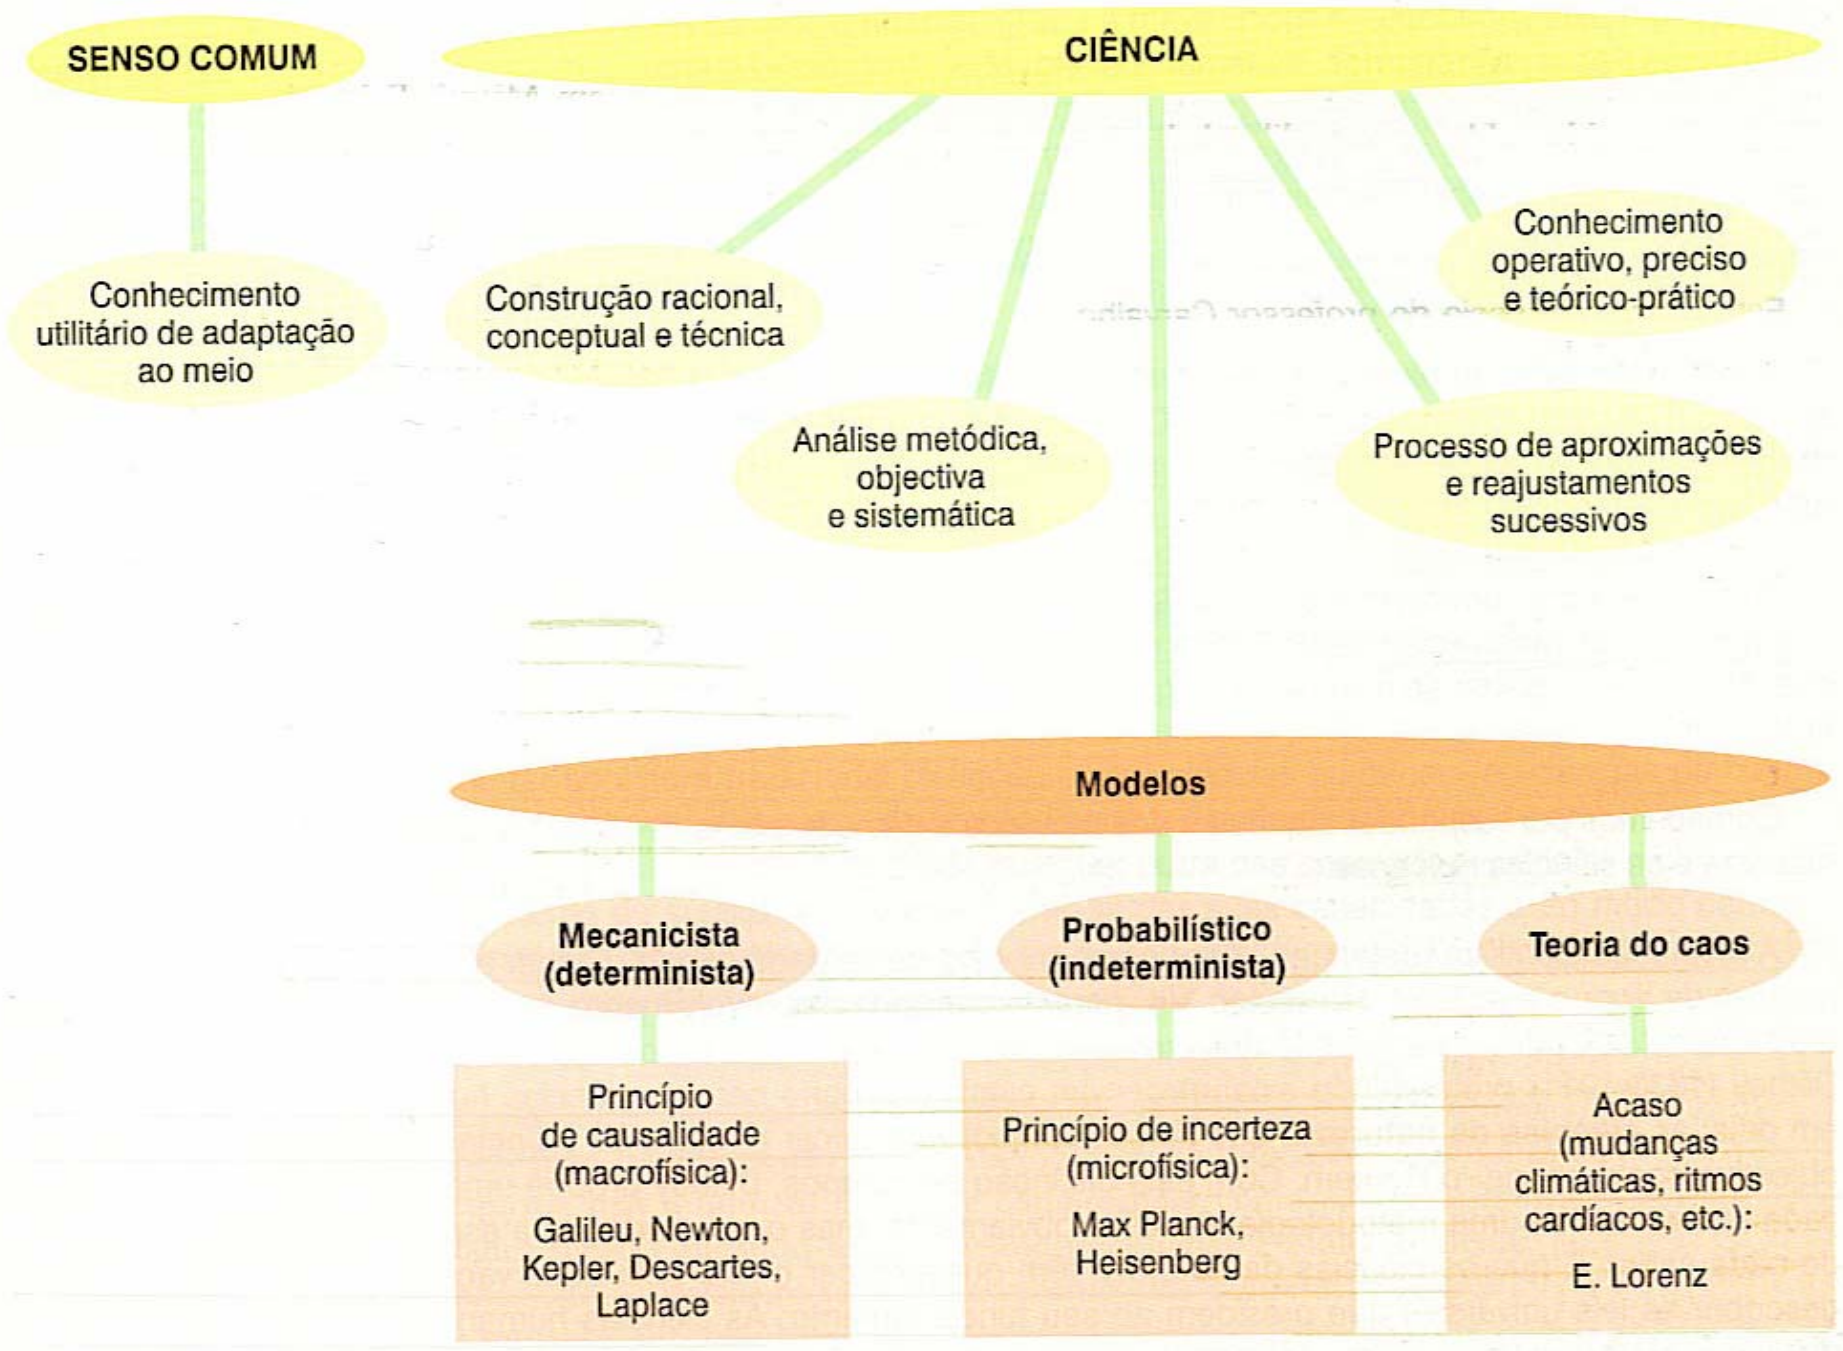 SENSO COMUM
CIÊNCIA
Conhecimento
utilitário de adaptação
ao meio
Construção racional,
conceptual e técnica
Análise metódica,
objectiva
e sistemática
Processo de aproximações
e reajustamentos
sucessivos
Conhecimento
operativo, preciso
e teórico-prático
Modelos
Mecanicista
(determinista)
Probabilístico
(indeterminista)
Teoria do caos
Princípio
de causalidade
(macrofísica):
Galileu, Newton,
Kepler, Descartes,
Laplace
Princípio de incerteza
(microfísica):
Max Planck,
Heisenberg
Acaso
(mudanças
climáticas, ritmos
cardíacos, etc.):
E. Lorenz